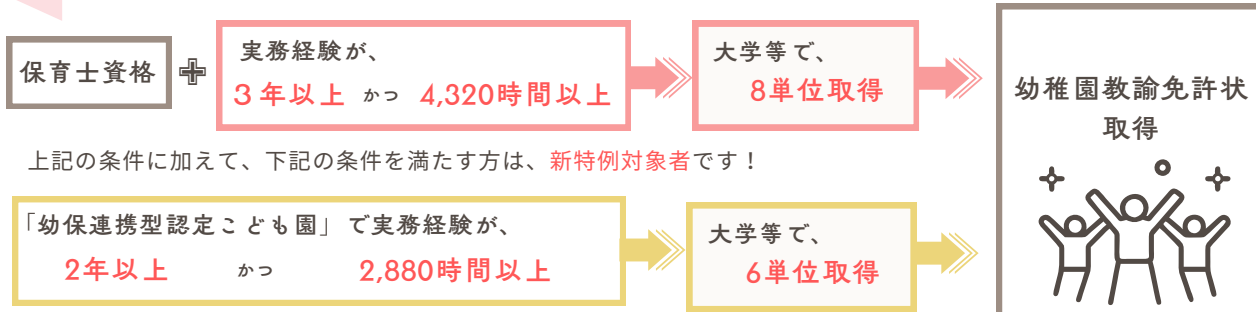 保育士資格
実務経験が、
3年以上 かつ 4,320時間以上
大学等で、
8単位取得
幼稚園教諭免許状
取得
上記の条件に加えて、下記の条件を満たす方は、新特例対象者です！
「幼保連携型認定こども園」で実務経験が、
2年以上 かつ 2,880時間以上
大学等で、
6単位取得